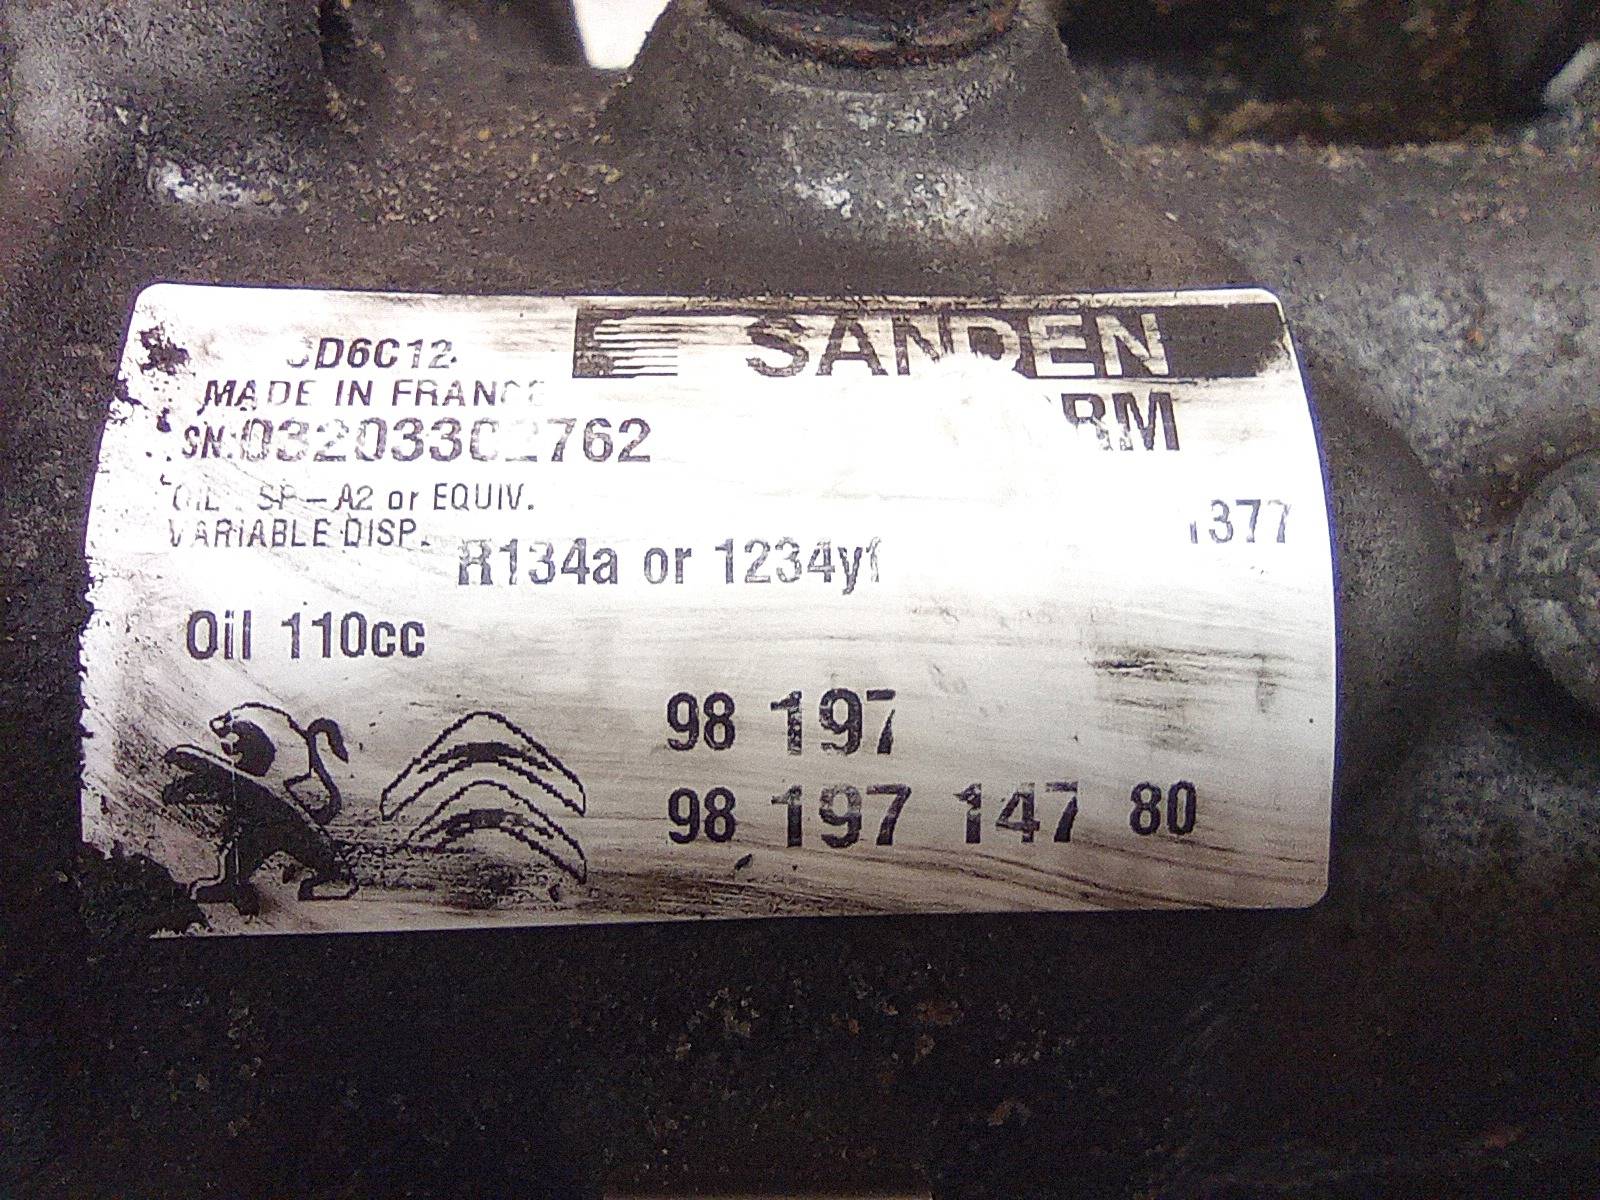 SANDEN
SD6C12
MADE IN FRANCE
OIL : SP-A2 or EQUIV.
VARIABLE DISP.
1377
R134a or 1234yf
Oil 110cc
98 197
98 197 147 80